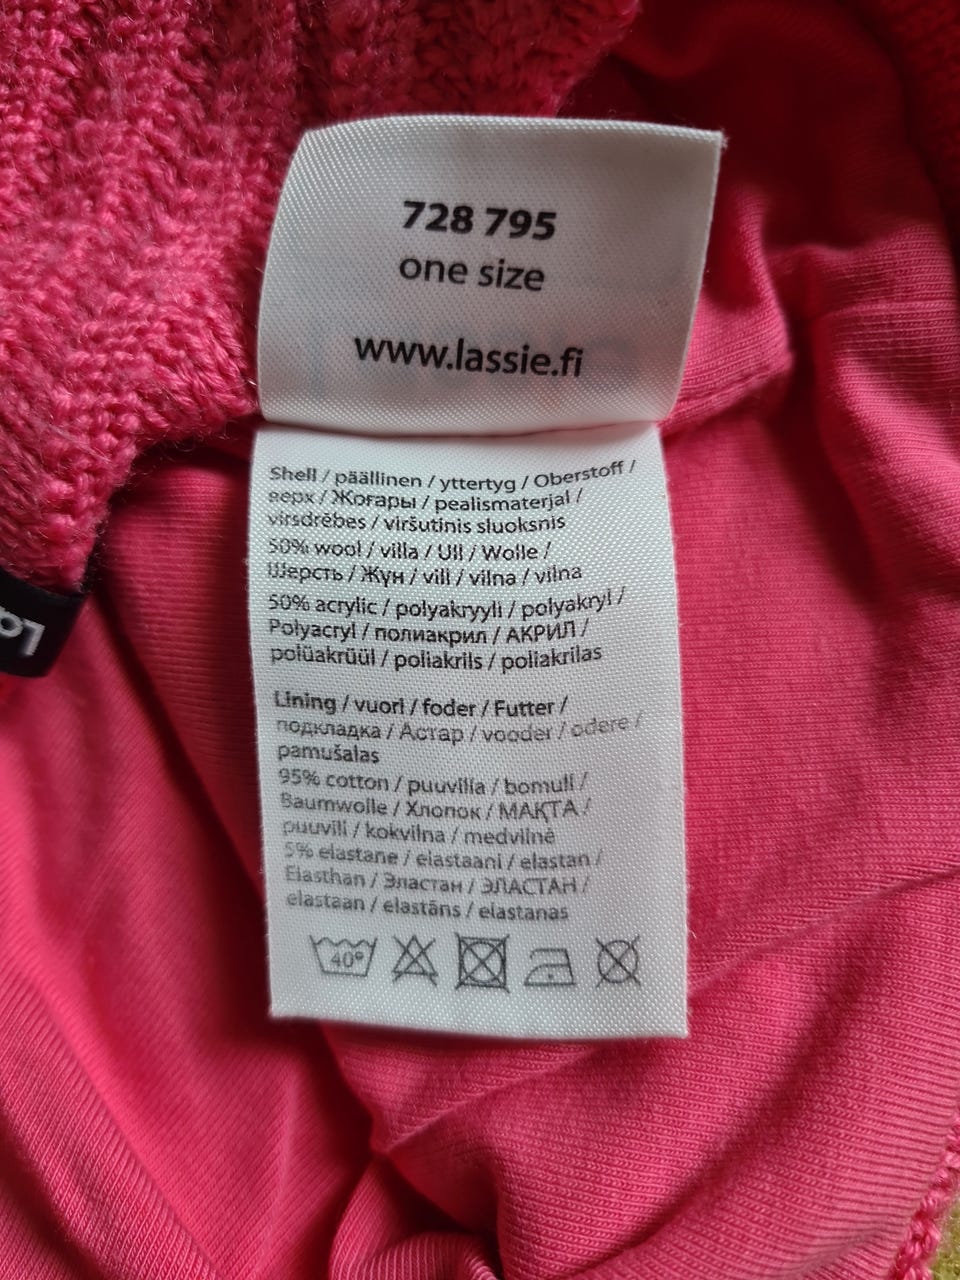 728 795
one size
www.lassie.fi
Shell / päällinen / yttertyg / Oberstoff /
верх / Жоғары / pealismaterjal /
virsdrēbes / viršutinis sluoksnis
50% wool / villa / Ull / Wolle /
Шерсть / Жүн / vill / vilna / vilna
50% acrylic / polyakryyli / polyakryl /
Polyacryl / полиакрил / АКРИЛ /
polüakrüül / poliakrils / poliakrilas
Lining / vuori / foder / Futter /
подкладка / Астар / vooder / odere /
pamušalas
95% cotton / puuvilla / bomull /
Baumwolle / Хлопок / МАҚТА /
puuvill / kokvilna / medvilnė
5% elastane / elastaani / elastan /
Elasthan / Эластан / ЭЛАСТАН /
elastaan / elastāns / elastanas
40°
La